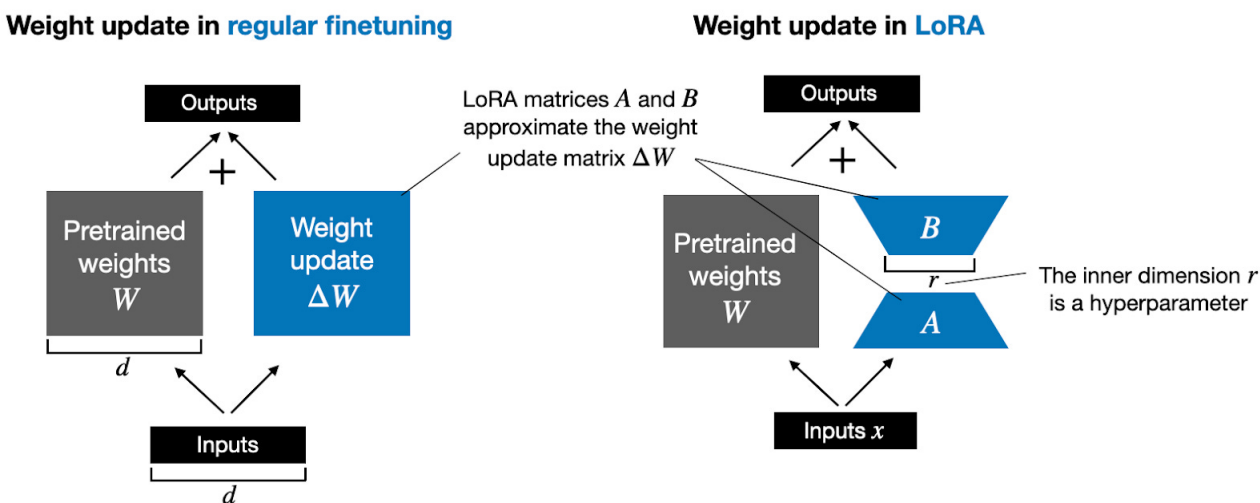 Weight update in regular finetuning
Outputs
+
Pretrained
weights
W
Weight
update
ΔW
d
Inputs
d
LoRA matrices A and B
approximate the weight
update matrix ΔW
Weight update in LoRA
Outputs
+
Pretrained
weights
W
B
r
A
The inner dimension r
is a hyperparameter
Inputs x